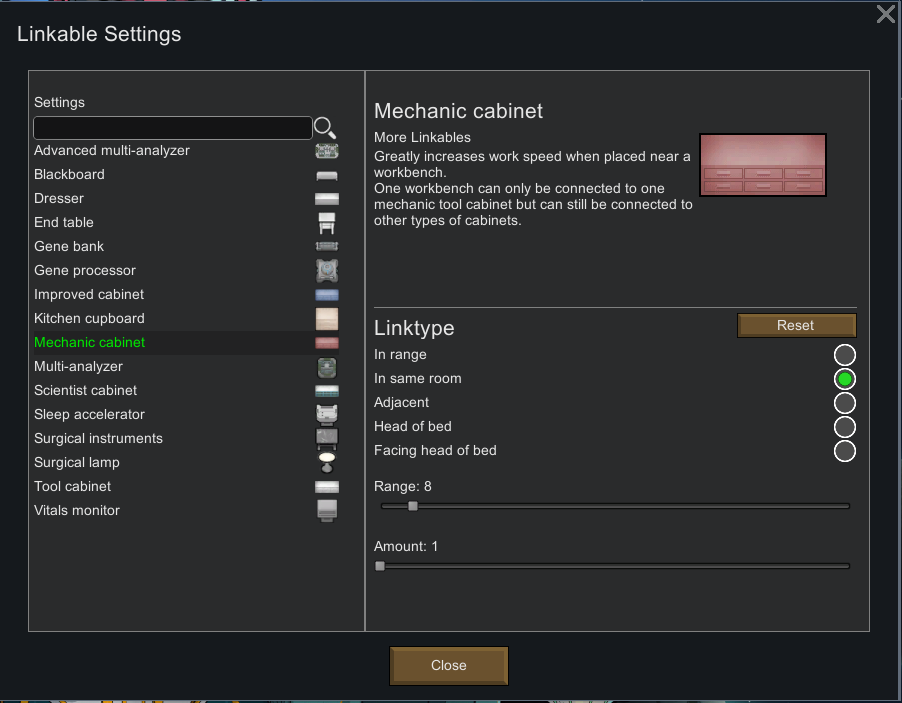 Linkable Settings
Settings
Advanced multi-analyzer
Blackboard
Dresser
End table
Gene bank
Gene processor
Improved cabinet
Kitchen cupboard
Mechanic cabinet
Multi-analyzer
Scientist cabinet
Sleep accelerator
Surgical instruments
Surgical lamp
Tool cabinet
Vitals monitor
Mechanic cabinet
More Linkables
Greatly increases work speed when placed near a
workbench.
One workbench can only be connected to one
mechanic tool cabinet but can still be connected to
other types of cabinets.
Linktype
Reset
In range
In same room
Adjacent
Head of bed
Facing head of bed
Range: 8
Amount: 1
Close